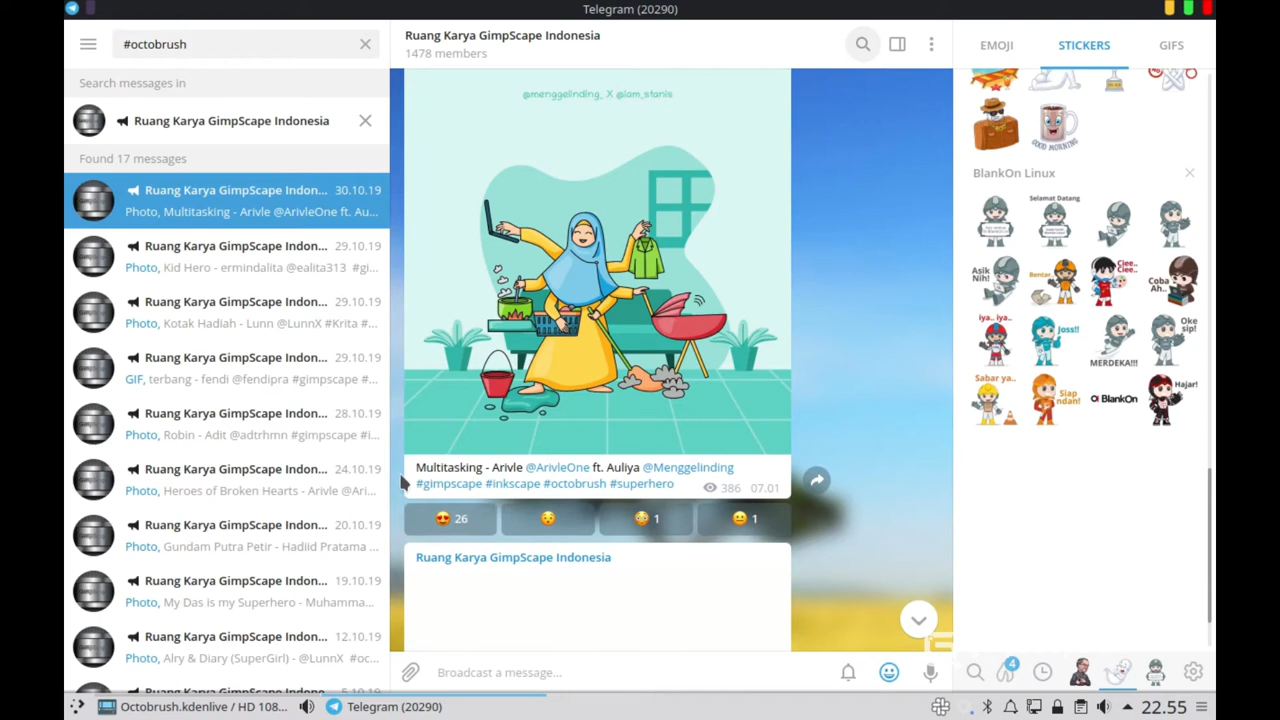 Telegram (20290)
#octobrush
Search messages in
Ruang Karya GimpScape Indonesia
Found 17 messages
Ruang Karya GimpScape Indon... 30.10.19
Photo, Multitasking - Arivle @ArivleOne ft. Au...
Ruang Karya GimpScape Indon... 29.10.19
Photo, Kid Hero - ermindalita @ealita313 #gi...
Ruang Karya GimpScape Indon... 29.10.19
Photo, Kotak Hadiah - Lunn @LunnX #Krita #...
Ruang Karya GimpScape Indon... 29.10.19
GIF, terbang - fendi @fendipra #gimpscape #...
Ruang Karya GimpScape Indon... 28.10.19
Photo, Robin - Adit @adtrhmn #gimpscape #i...
Ruang Karya GimpScape Indon... 24.10.19
Photo, Heroes of Broken Hearts - Arivle @Ari...
Ruang Karya GimpScape Indon... 20.10.19
Photo, Gundam Putra Petir - Hadiid Pratama ...
Ruang Karya GimpScape Indon... 19.10.19
Photo, My Das is my Superhero - Muhamma...
Ruang Karya GimpScape Indon... 12.10.19
Photo, Alry & Diary (SuperGirl) - @LunnX #oc...
Ruang Karya GimpScape Indonesia
1478 members
@menggelinding_ X @iam_stanis
Multitasking - Arivle @ArivleOne ft. Auliya @Menggelinding
#gimpscape #inkscape #octobrush #superhero 386 07.01
26
1
1
Ruang Karya GimpScape Indonesia
Broadcast a message...
EMOJI STICKERS GIFS
GOOD MORNING
BlankOn Linux
Selamat Datang
Asik Nih!
Bentar
Ciee.. Ciee..
Coba Ah..
iya.. iya..
Joss!!
MERDEKA!!!
Oke sip!
Sabar ya..
Siap ndan!
BlankOn
Hajar!
4
Octobrush.kdenlive / HD 108...
Telegram (20290)
22.55